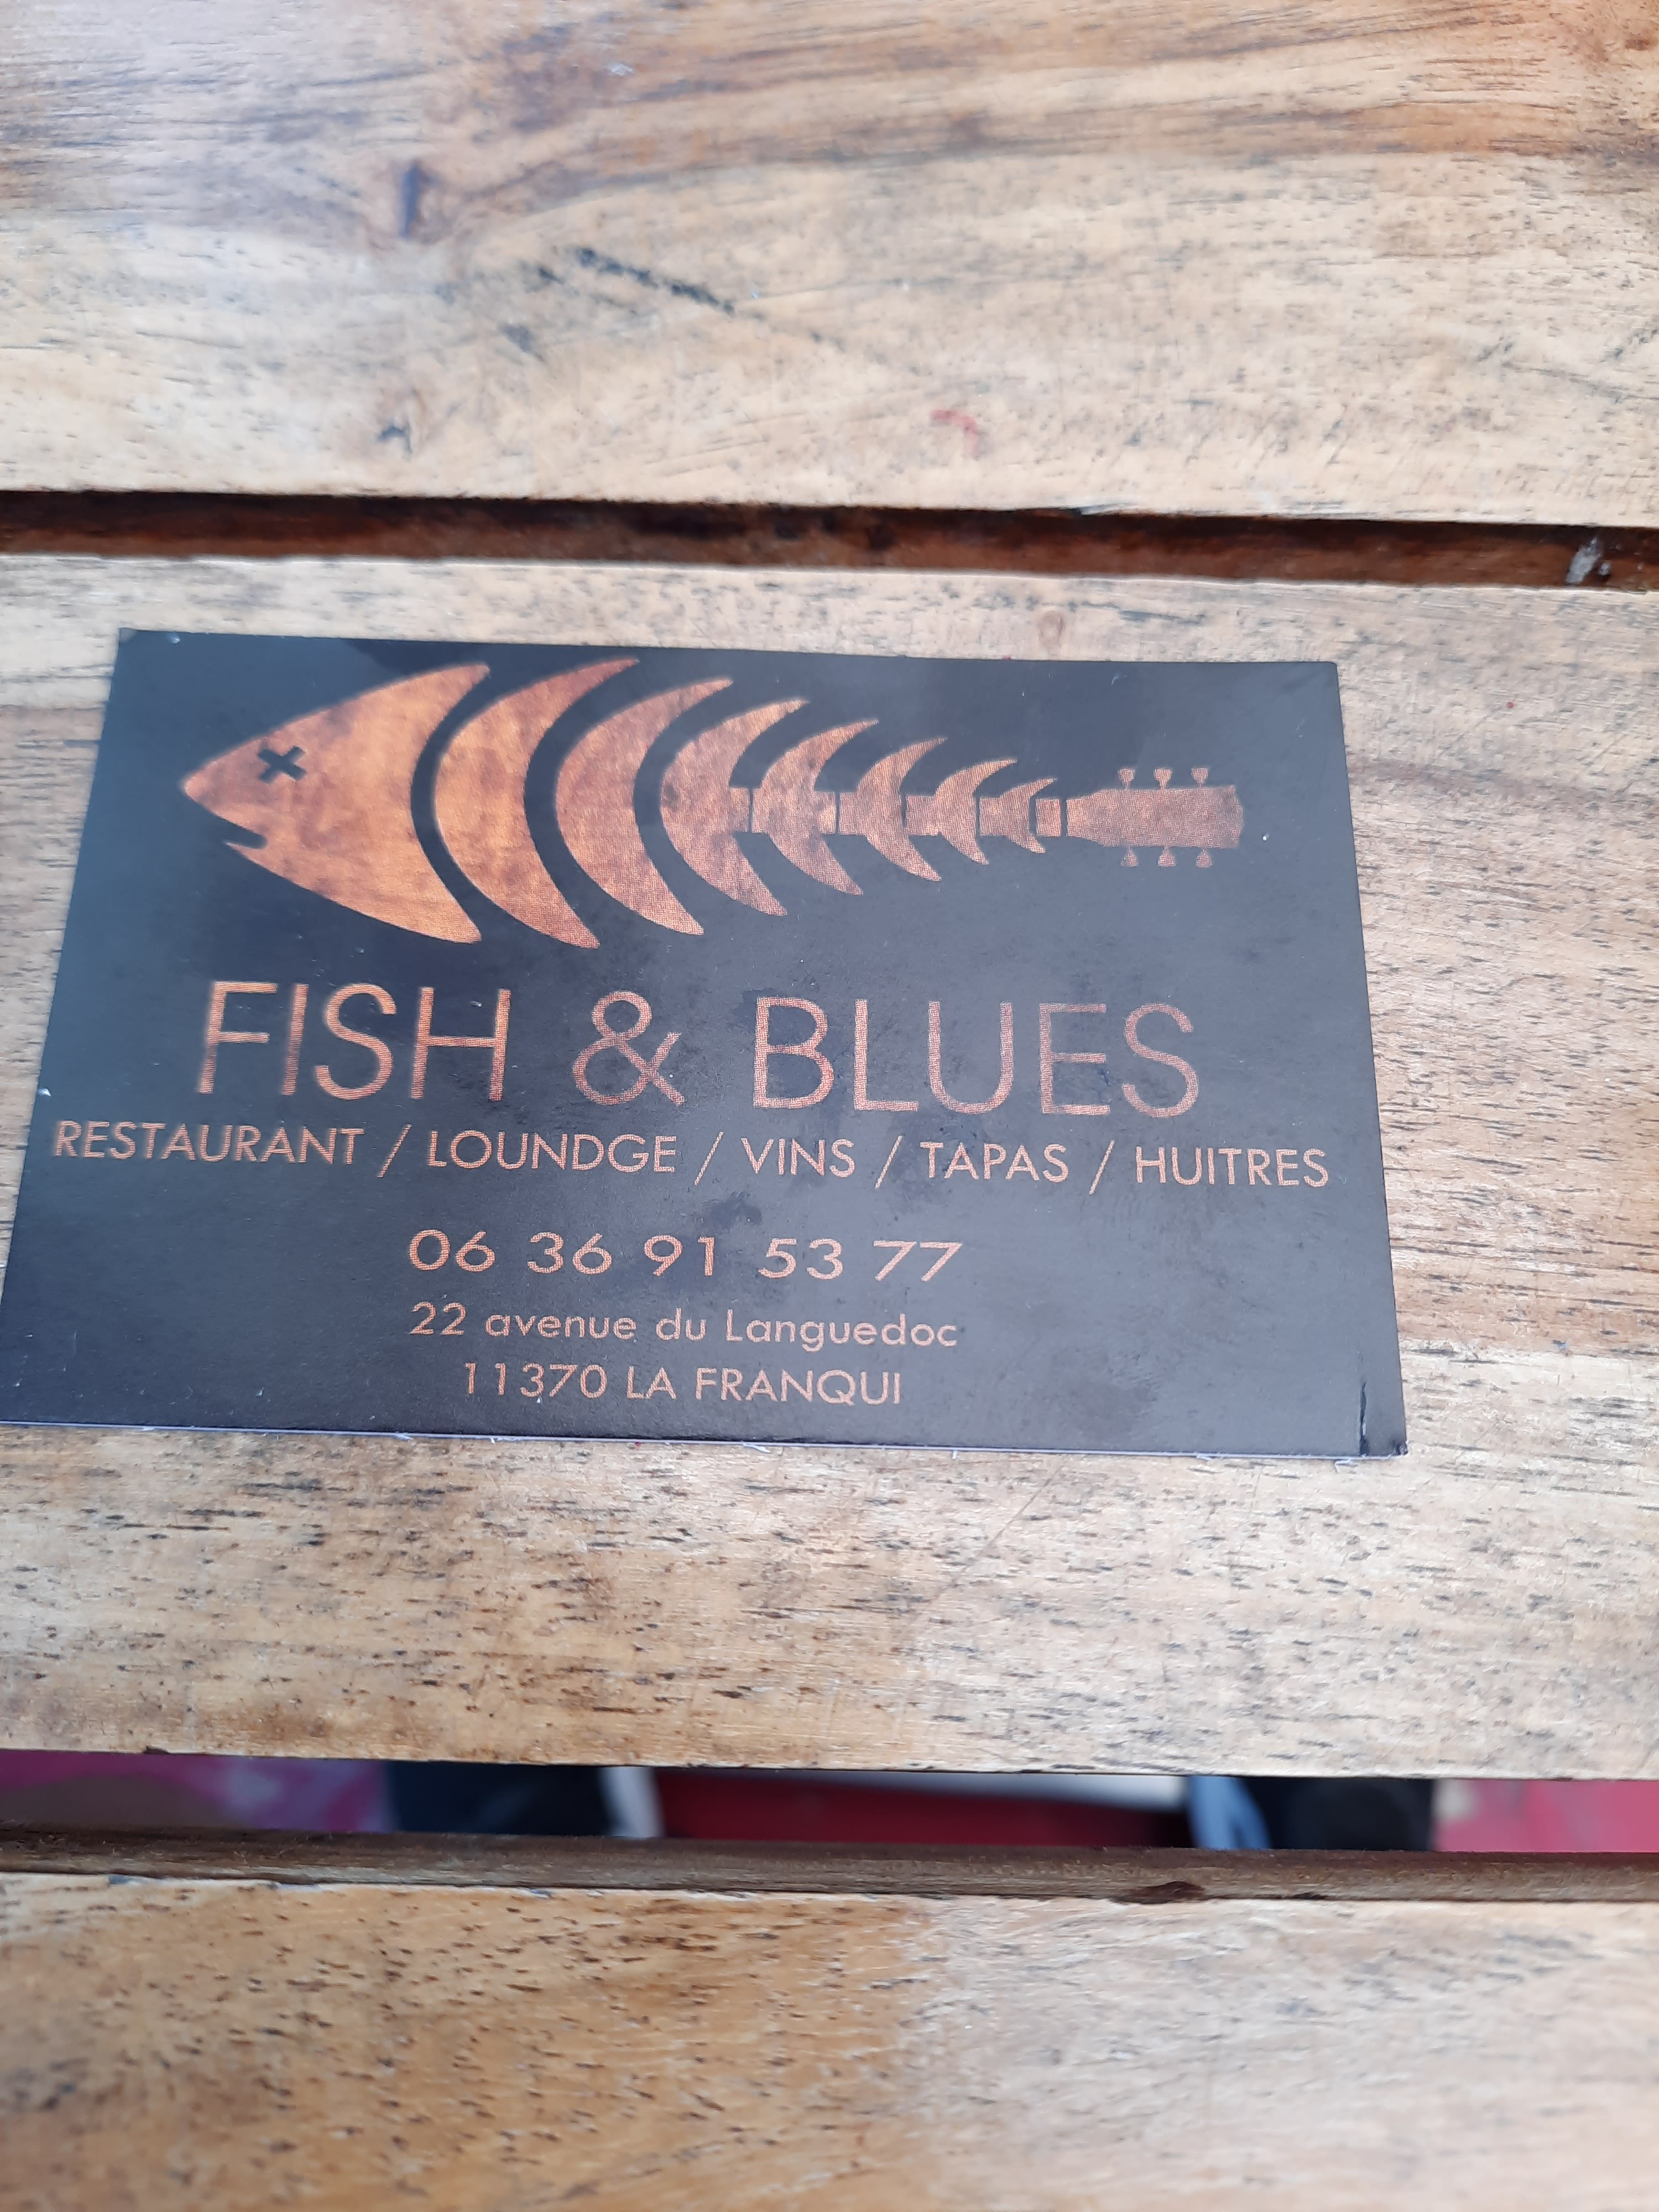 FISH & BLUES
RESTAURANT / LOUNDGE / VINS / TAPAS / HUITRES
06 36 91 53 77
22 avenue du Languedoc
11370 LA FRANQUI